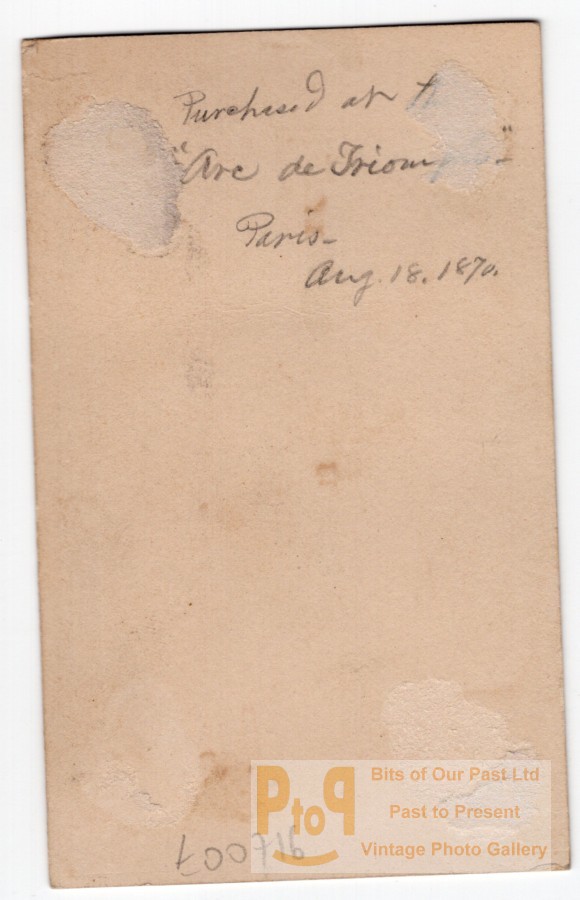 Purchased at
"Arc de Triom
Paris-
Aug. 18. 1870.
PtoP
Bits of Our Past Ltd
Past to Present
Vintage Photo Gallery